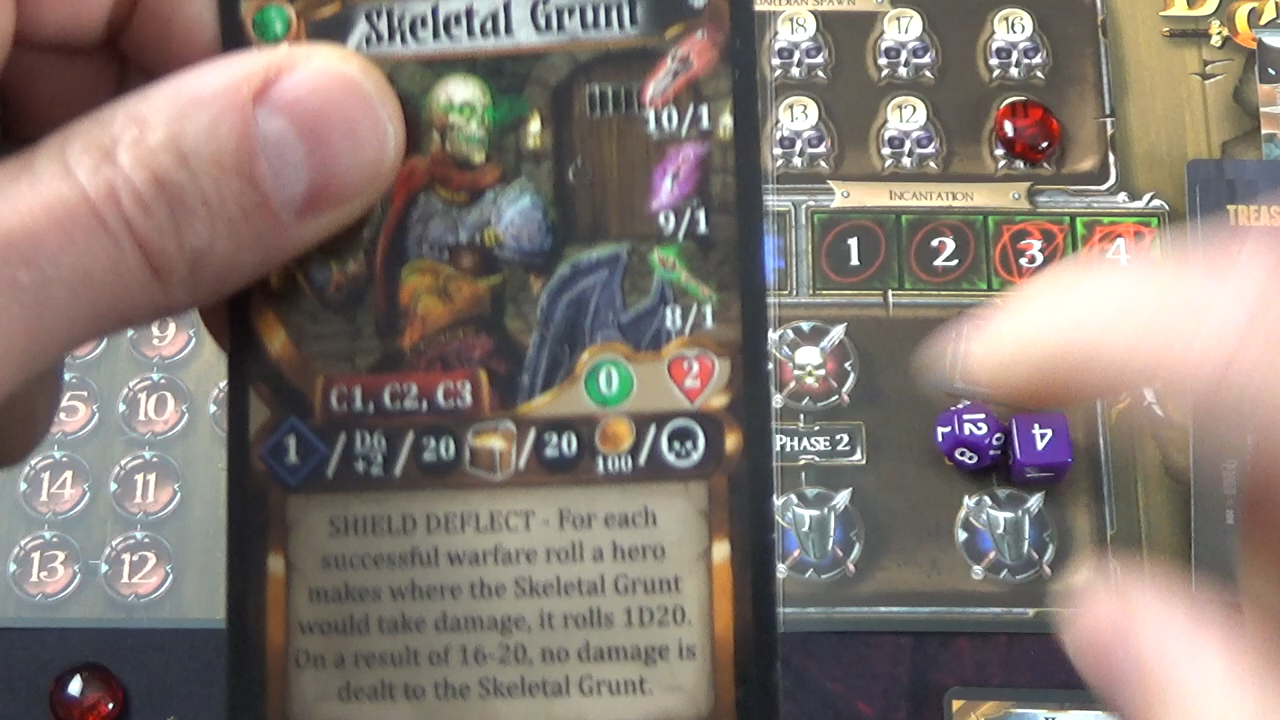 Skeletal Grunt
10/1
9/1
8/1
C1, C2, C3
0
2
1 / D6 +2 / 20 / 20 100 /
SHIELD DEFLECT - For each
successful warfare roll a hero
makes where the Skeletal Grunt
would take damage, it rolls 1D20.
On a result of 16-20, no damage is
dealt to the Skeletal Grunt.
18 17 16
13 12
INCANTATION
1 2 3 4
PHASE 2
12
8
4
9
10
14 11
13 12
TREAS